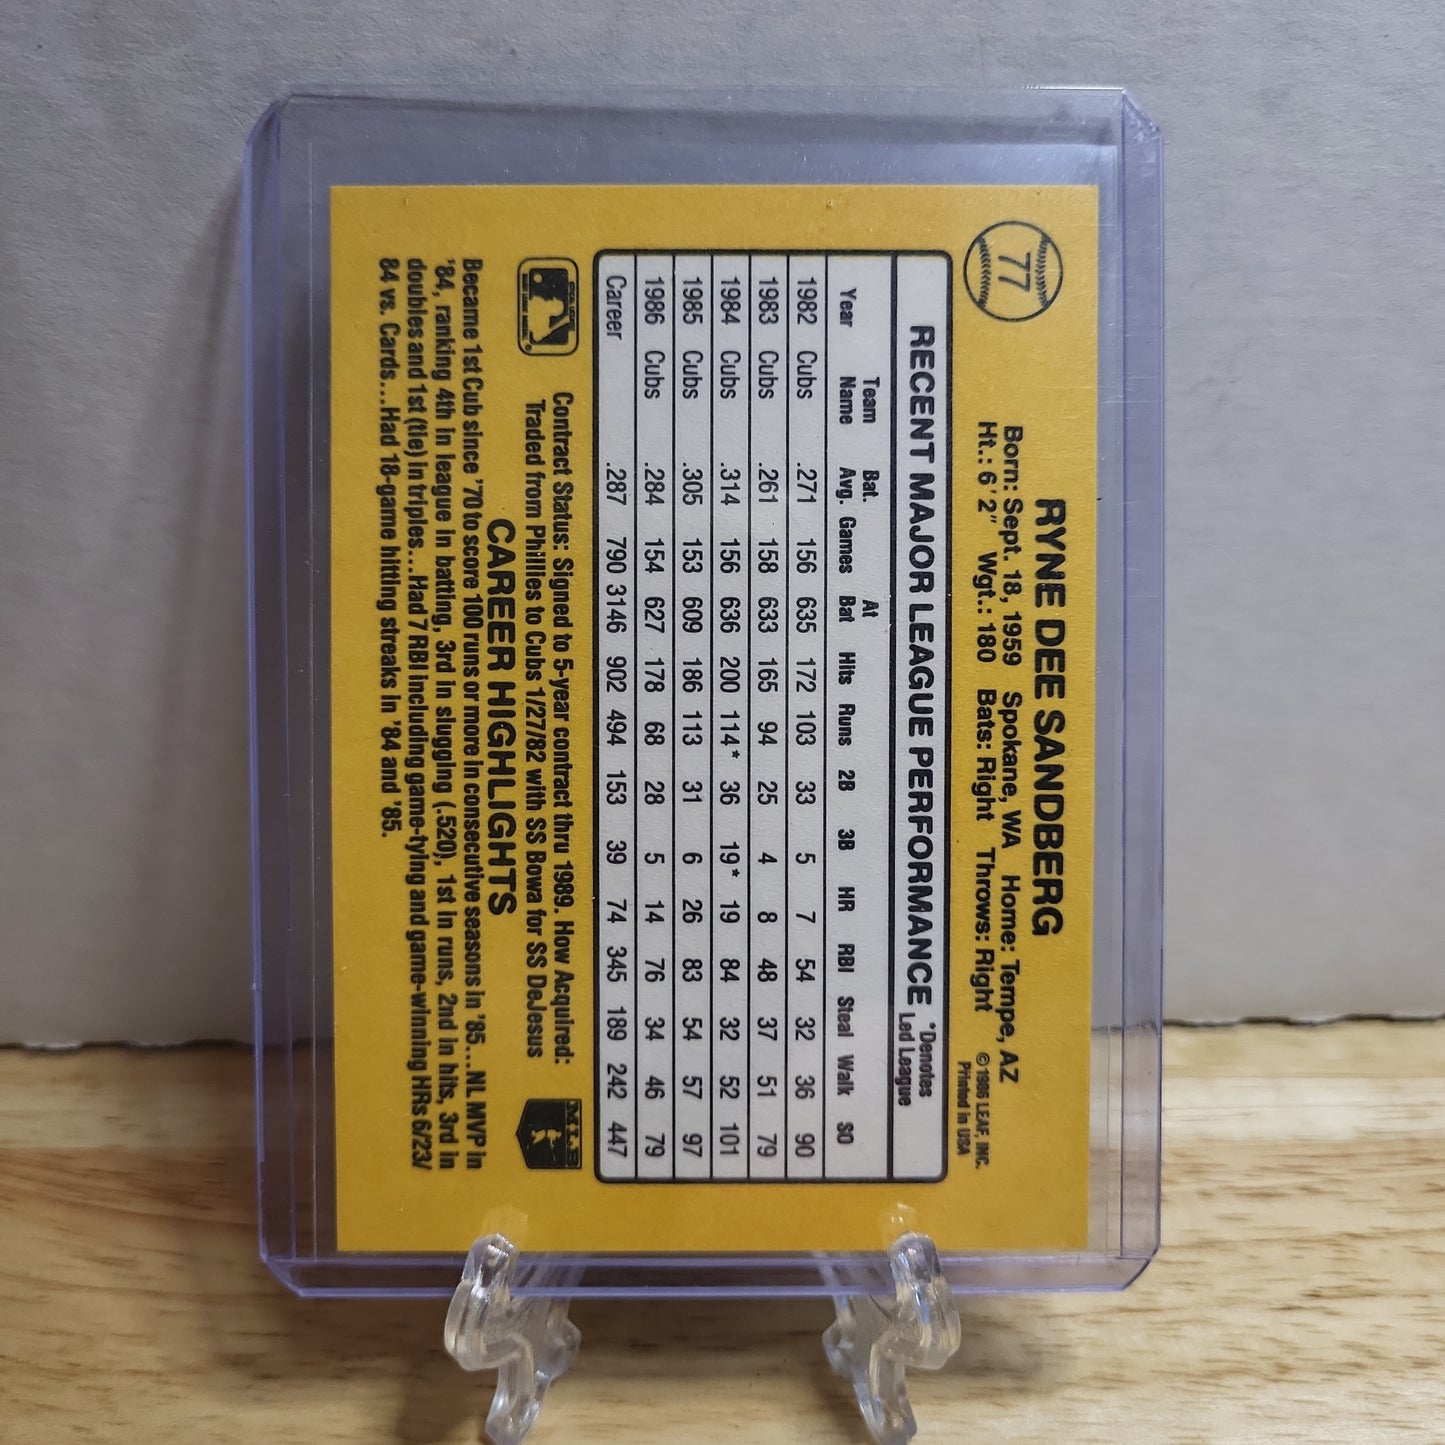 77
RYNE DEE SANDBERG
Born: Sept. 18, 1959 Spokane, WA Home: Tempe, AZ
Ht.: 6'2" Wgt.: 180 Bats: Right Throws: Right
©1986 LEAF, INC.
Printed in USA
RECENT MAJOR LEAGUE PERFORMANCE *Denotes Led League
Year Team Name Bat. Avg. Games At Bat Hits Runs 2B 3B HR RBI Steal Walk SO
1982 Cubs .271 156 635 172 103 33 5 7 54 32 36 90
1983 Cubs .261 158 633 165 94 25 4 8 48 37 51 79
1984 Cubs .314 156 636 200 114* 36 19* 19 84 32 52 101
1985 Cubs .305 153 609 186 113 31 6 26 83 54 57 97
1986 Cubs .284 154 627 178 68 28 5 14 76 34 46 79
Career .287 790 3146 902 494 153 39 74 345 189 242 447
Contract Status: Signed to 5-year contract thru 1989. How Acquired:
Traded from Phillies to Cubs 1/27/82 with SS Bowa for SS DeJesus
MLB
CAREER HIGHLIGHTS
Became 1st Cub since '70 to score 100 runs or more in consecutive seasons in '85...NL MVP in
'84, ranking 4th in league in batting, 3rd in slugging (.520), 1st in runs, 2nd in hits, 3rd in
doubles and 1st (tie) in triples...Had 7 RBI including game-tying and game-winning HRs 6/23/
84 vs. Cards...Had 18-game hitting streaks in '84 and '85.